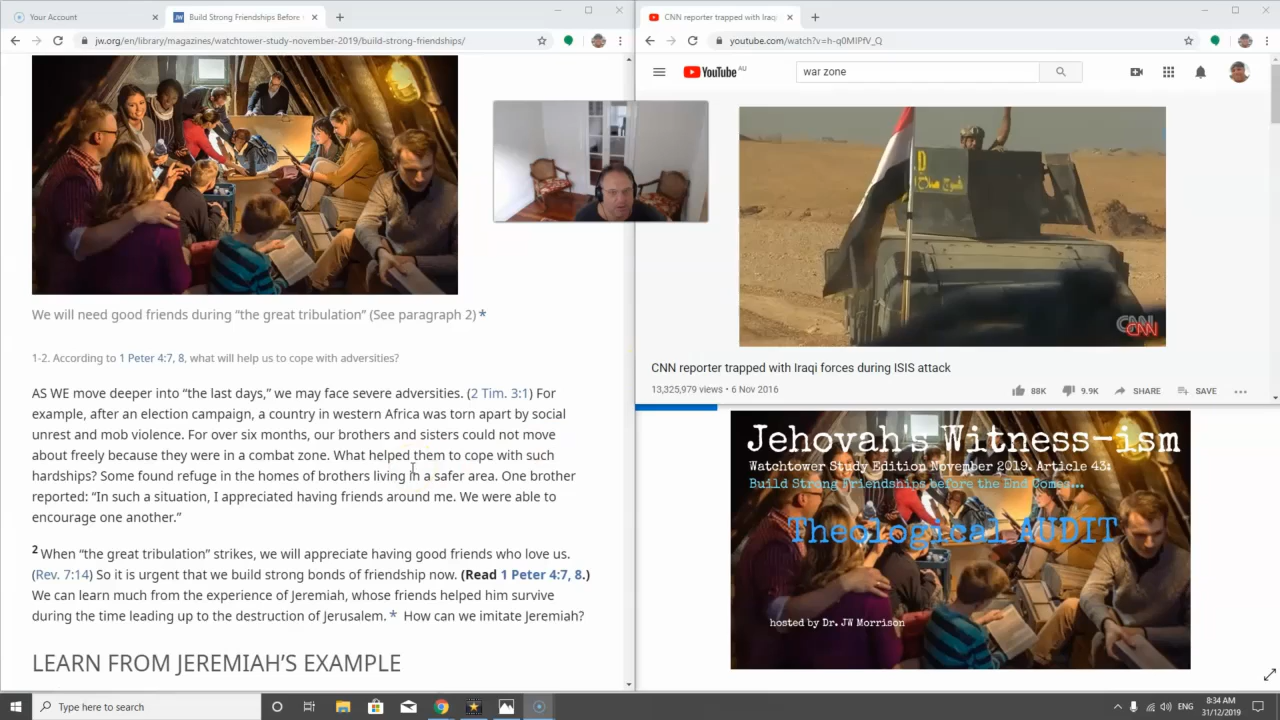 Your Account
Build Strong Friendships Before
jw.org/en/library/magazines/watchtower-study-november-2019/build-strong-friendships/
We will need good friends during “the great tribulation” (See paragraph 2) *
1-2. According to 1 Peter 4:7, 8, what will help us to cope with adversities?
AS WE move deeper into “the last days,” we may face severe adversities. (2 Tim. 3:1) For
example, after an election campaign, a country in western Africa was torn apart by social
unrest and mob violence. For over six months, our brothers and sisters could not move
about freely because they were in a combat zone. What helped them to cope with such
hardships? Some found refuge in the homes of brothers living in a safer area. One brother
reported: “In such a situation, I appreciated having friends around me. We were able to
encourage one another.”
2 When “the great tribulation” strikes, we will appreciate having good friends who love us.
(Rev. 7:14) So it is urgent that we build strong bonds of friendship now. (Read 1 Peter 4:7, 8.)
We can learn much from the experience of Jeremiah, whose friends helped him survive
during the time leading up to the destruction of Jerusalem. * How can we imitate Jeremiah?
LEARN FROM JEREMIAH’S EXAMPLE
CNN reporter trapped with Iraqi
youtube.com/watch?v=h-q0MlPfV_Q
YouTube AU
war zone
CNN
CNN reporter trapped with Iraqi forces during ISIS attack
13,325,979 views • 6 Nov 2016
88K 9.9K SHARE SAVE
Jehovah's Witness-ism
Watchtower Study Edition November 2019. Article 43:
Build Strong Friendships before the End Comes...
Theological AUDIT
hosted by Dr. JW Morrison
Type here to search
ENG
8:34 AM
31/12/2019